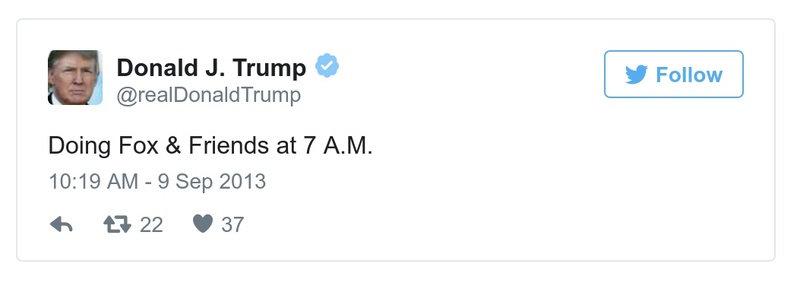 Donald J. Trump
@realDonaldTrump
Follow
Doing Fox & Friends at 7 A.M.
10:19 AM - 9 Sep 2013
22 37